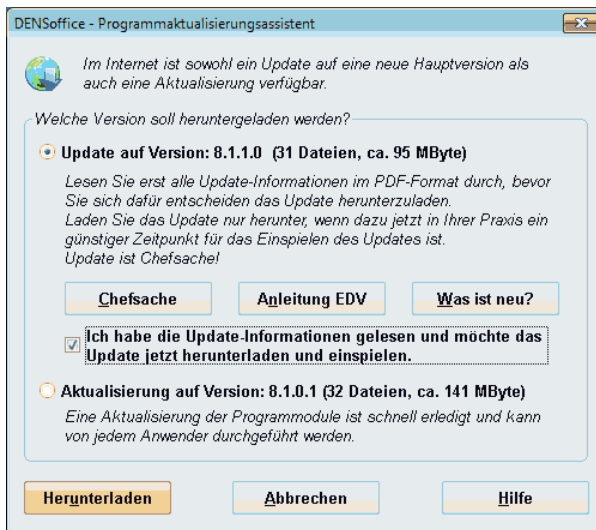 DENSoffice - Programmaktualisierungsassistent
Im Internet ist sowohl ein Update auf eine neue Hauptversion als
auch eine Aktualisierung verfügbar.
Welche Version soll heruntergeladen werden?
Update auf Version: 8.1.1.0 (31 Dateien, ca. 95 MByte)
Lesen Sie erst alle Update-Informationen im PDF-Format durch, bevor
Sie sich dafür entscheiden das Update herunterzuladen.
Laden Sie das Update nur herunter, wenn dazu jetzt in Ihrer Praxis ein
günstiger Zeitpunkt für das Einspielen des Updates ist.
Update ist Chefsache!
Chefsache Anleitung EDV Was ist neu?
Ich habe die Update-Informationen gelesen und möchte das
Update jetzt herunterladen und einspielen.
Aktualisierung auf Version: 8.1.0.1 (32 Dateien, ca. 141 MByte)
Eine Aktualisierung der Programmodule ist schnell erledigt und kann
von jedem Anwender durchgeführt werden.
Herunterladen Abbrechen Hilfe